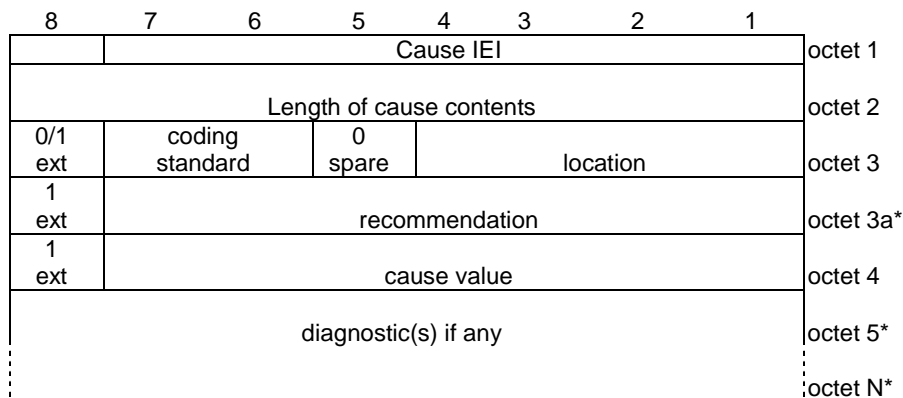 8 7 6 5 4 3 2 1
Cause IEI octet 1
Length of cause contents octet 2
0/1 coding 0
ext standard spare location octet 3
1
ext recommendation octet 3a*
1
ext cause value octet 4
diagnostic(s) if any octet 5*
octet N*